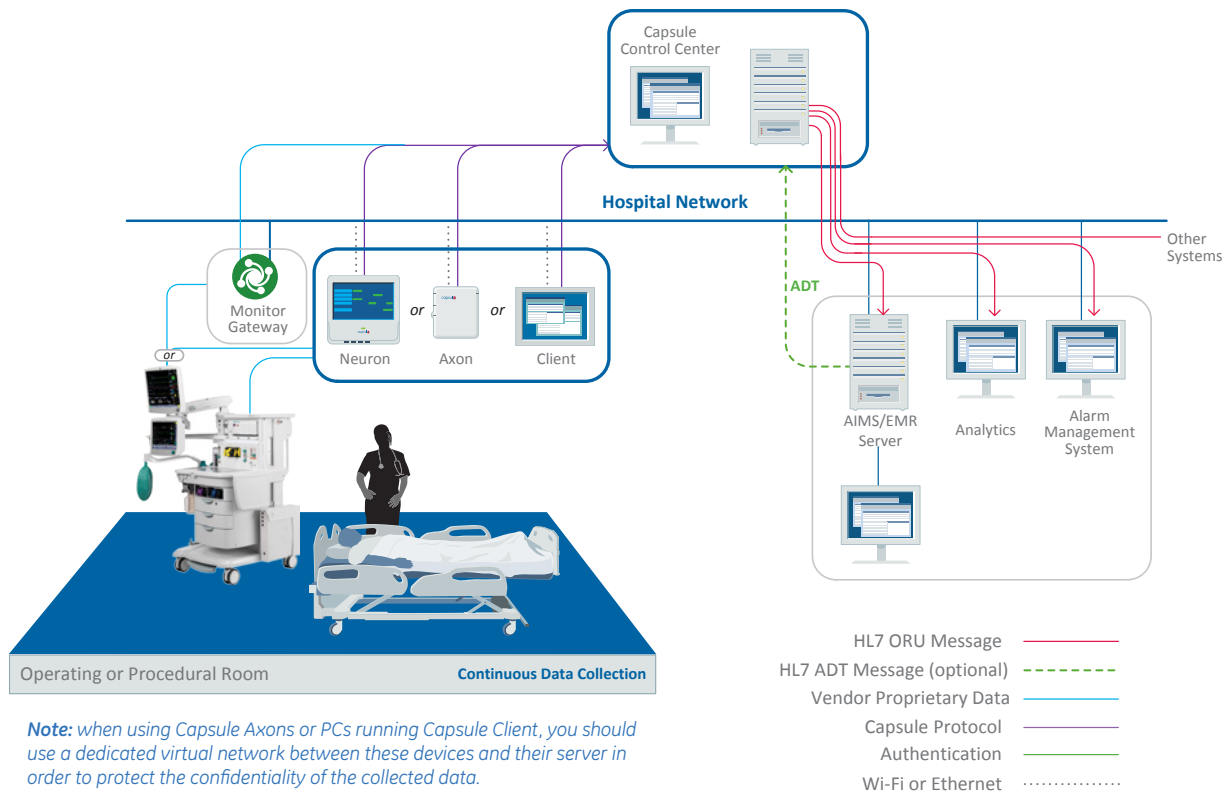 Capsule
Control Center
Hospital Network
Other
Systems
Monitor
Gateway
or
Neuron
or
Axon
or
Client
ADT
AIMS/EMR
Server
Analytics
Alarm
Management
System
Operating or Procedural Room
Continuous Data Collection
HL7 ORU Message
HL7 ADT Message (optional)
Vendor Proprietary Data
Capsule Protocol
Authentication
Wi-Fi or Ethernet
Note: when using Capsule Axons or PCs running Capsule Client, you should
use a dedicated virtual network between these devices and their server in
order to protect the confidentiality of the collected data.